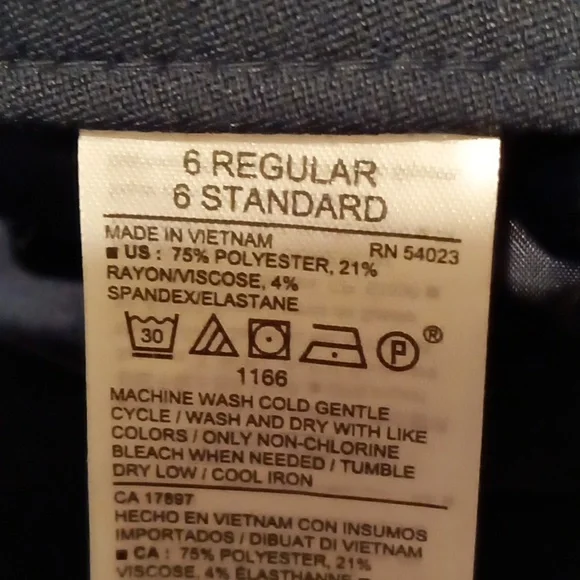 6 REGULAR
6 STANDARD
MADE IN VIETNAM RN 54023
■ US : 75% POLYESTER, 21%
RAYON/VISCOSE, 4%
SPANDEX/ELASTANE
30 P ®
1166
MACHINE WASH COLD GENTLE
CYCLE / WASH AND DRY WITH LIKE
COLORS / ONLY NON-CHLORINE
BLEACH WHEN NEEDED / TUMBLE
DRY LOW / COOL IRON
CA 17897
HECHO EN VIETNAM CON INSUMOS
IMPORTADOS / DIBUAT DI VIETNAM
■ CA : 75% POLYESTER, 21%
VISCOSE, 4% ÉLASTHANNE